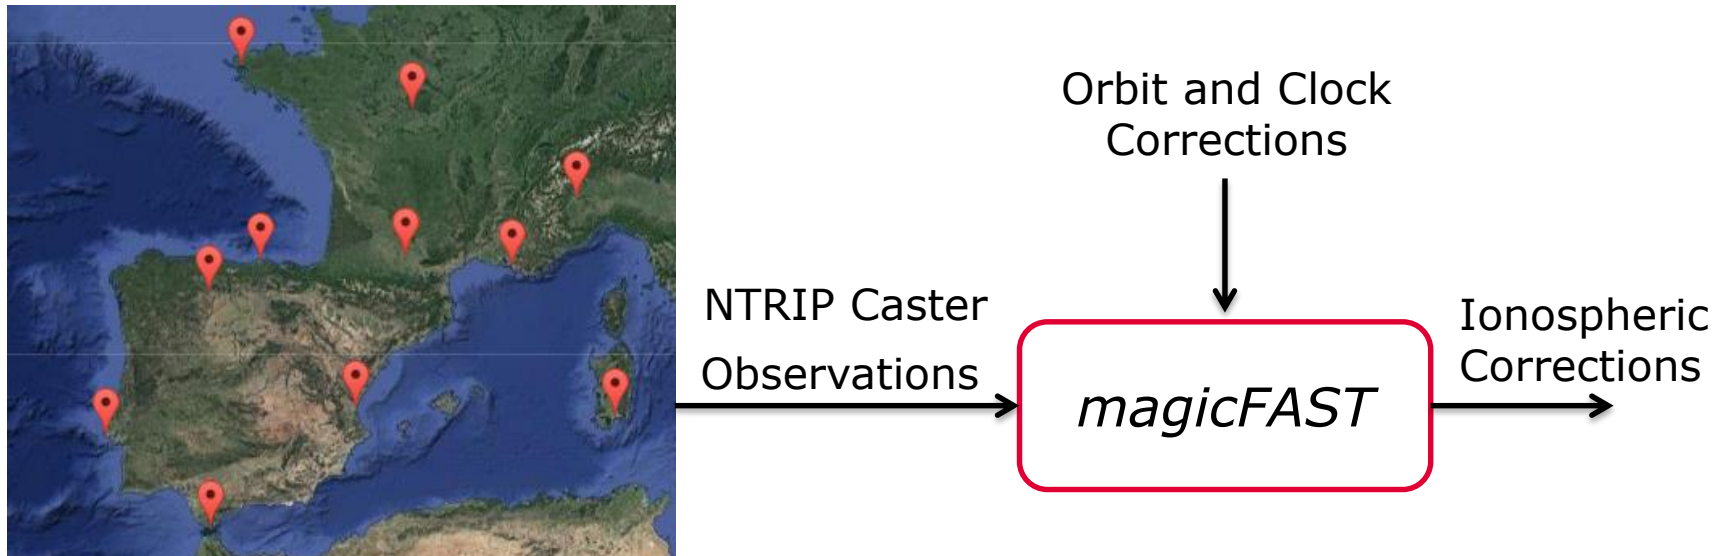 Orbit and Clock
Corrections
NTRIP Caster
Observations
magicFAST
Ionospheric
Corrections